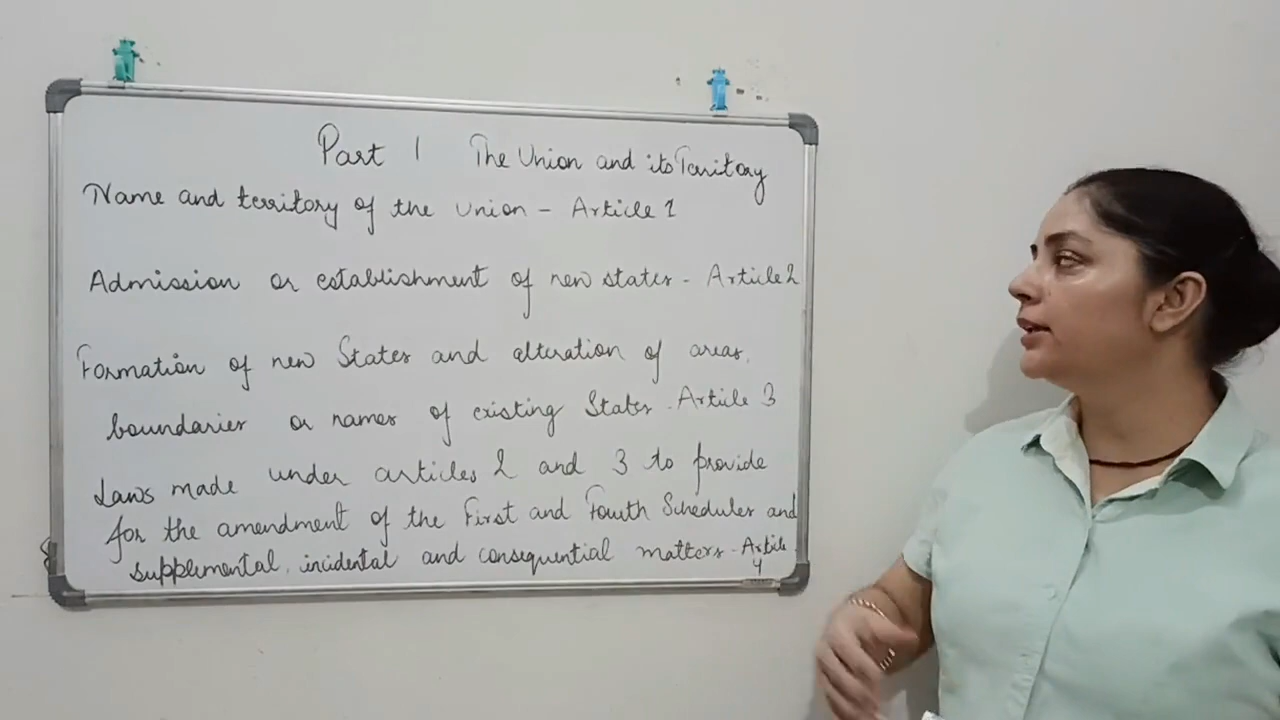 Part 1 The Union and its Territory
Name and territory of the Union - Article 1
Admission or establishment of new states - Article 2
Formation of new States and alteration of areas,
boundaries or names of existing States - Article 3
Laws made under articles 2 and 3 to provide
for the amendment of the First and Fourth Schedules and
supplemental, incidental and consequential matters - Article
4